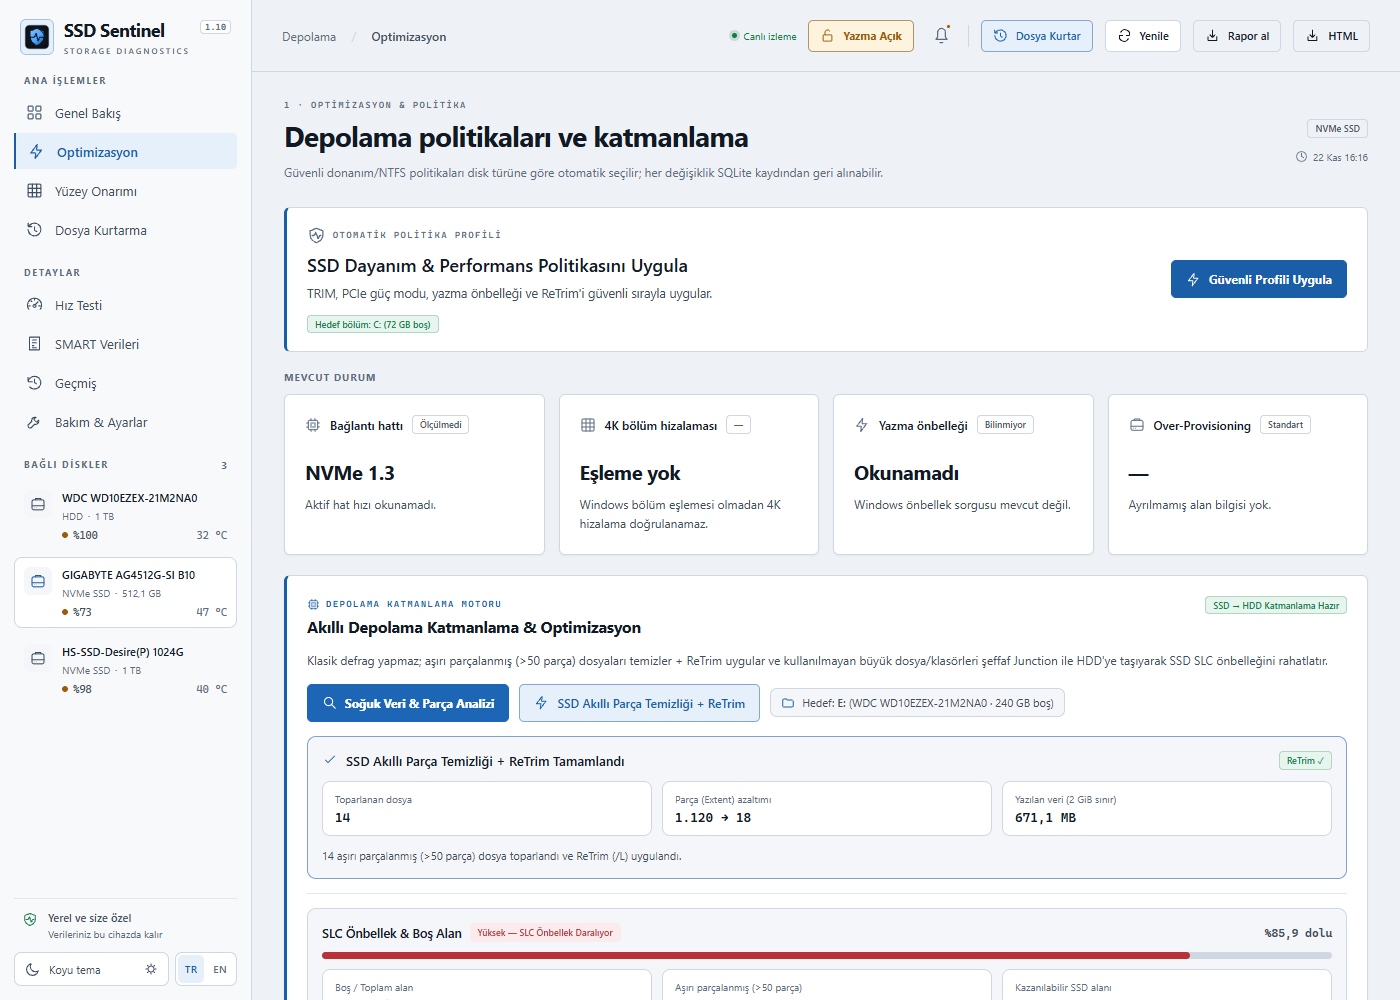 SSD Sentinel
1.10
STORAGE DIAGNOSTICS
ANA İŞLEMLER
Genel Bakış
Optimizasyon
Yüzey Onarımı
Dosya Kurtarma
DETAYLAR
Hız Testi
SMART Verileri
Geçmiş
Bakım & Ayarlar
BAĞLI DİSKLER 3
WDC WD10EZEX-21M2NA0
HDD · 1 TB
%100 32 °C
GIGABYTE AG4512G-SI B10
NVMe SSD · 512,1 GB
%73 47 °C
HS-SSD-Desire(P) 1024G
NVMe SSD · 1 TB
%98 40 °C
Yerel ve size özel
Verileriniz bu cihazda kalır
Koyu tema
TR EN
Depolama / Optimizasyon
Canlı izleme
Yazma Açık
Dosya Kurtar
Yenile
Rapor al
HTML
1 · OPTİMİZASYON & POLİTİKA
Depolama politikaları ve katmanlama
Güvenli donanım/NTFS politikaları disk türüne göre otomatik seçilir; her değişiklik SQLite kaydından geri alınabilir.
NVMe SSD
22 Kas 16:16
OTOMATİK POLİTİKA PROFİLİ
SSD Dayanım & Performans Politikasını Uygula
TRIM, PCIe güç modu, yazma önbelleği ve ReTrim'i güvenli sırayla uygular.
Hedef bölüm: C: (72 GB boş)
Güvenli Profili Uygula
MEVCUT DURUM
Bağlantı hattı Ölçülmedi
NVMe 1.3
Aktif hat hızı okunamadı.
4K bölüm hizalaması —
Eşleme yok
Windows bölüm eşlemesi olmadan 4K
hizalama doğrulanamaz.
Yazma önbelleği Bilinmiyor
Okunamadı
Windows önbellek sorgusu mevcut değil.
Over-Provisioning Standart
—
Ayrılmamış alan bilgisi yok.
DEPOLAMA KATMANLAMA MOTORU
SSD → HDD Katmanlama Hazır
Akıllı Depolama Katmanlama & Optimizasyon
Klasik defrag yapmaz; aşırı parçalanmış (>50 parça) dosyaları temizler + ReTrim uygular ve kullanılmayan büyük dosya/klasörleri şeffaf Junction ile HDD'ye taşıyarak SSD SLC önbelleğini rahatlatır.
Soğuk Veri & Parça Analizi
SSD Akıllı Parça Temizliği + ReTrim
Hedef: E: (WDC WD10EZEX-21M2NA0 · 240 GB boş)
SSD Akıllı Parça Temizliği + ReTrim Tamamlandı
ReTrim ✓
Toparlanan dosya
14
Parça (Extent) azaltımı
1.120 → 18
Yazılan veri (2 GiB sınır)
671,1 MB
14 aşırı parçalanmış (>50 parça) dosya toparlandı ve ReTrim (/L) uygulandı.
SLC Önbellek & Boş Alan
Yüksek — SLC Önbellek Daralıyor
%85,9 dolu
Boş / Toplam alan
Aşırı parçalanmış (>50 parça)
Kazanılabilir SSD alanı